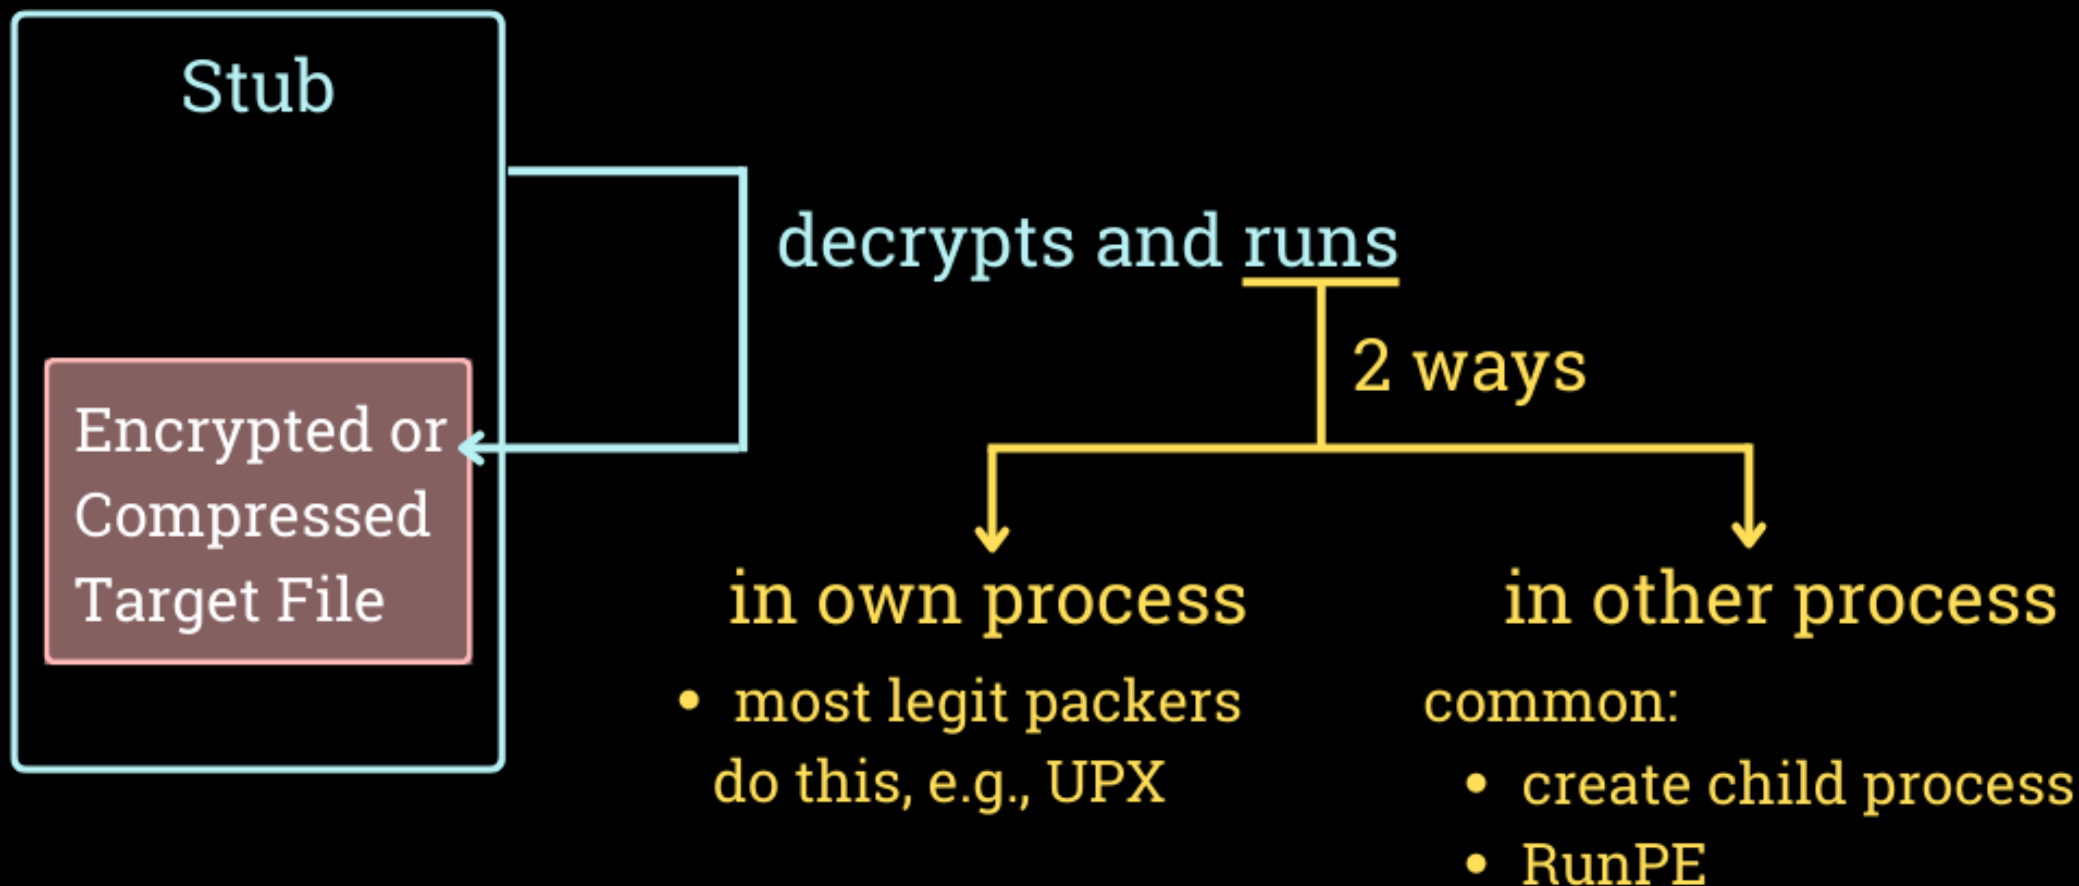 Stub
decrypts and runs
2 ways
Encrypted or
Compressed
Target File
in own process
• most legit packers
do this, e.g., UPX
in other process
common:
• create child process
• RunPE